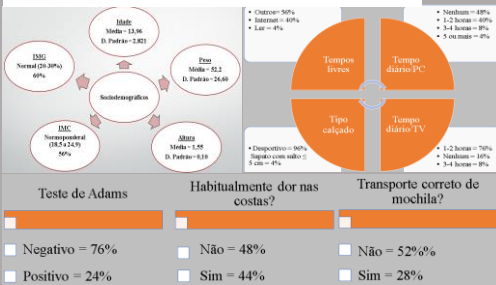 Idade
Média = 13,96
D. Padrão = 2,021
IMG
Normal (20-30%)
60%
Peso
Média = 52,2
D. Padrão = 26,60
Sociodemográficos
IMC
Normoponderal
(18,5 a 24,9)
56%
Altura
Média = 1,55
D. Padrão = 0,10
• Outros= 56%
• Internet = 40%
• Ler = 4%
• Nenhum = 48%
• 1-2 horas = 40%
• 3-4 horas = 8%
• 5 ou mais = 4%
Tempos
livres
Tempo
diário/PC
Tipo
calçado
Tempo
diário/TV
• Desportivo = 96%
Sapato com salto ≤
5 cm = 4%
• 1-2 horas = 76%
• Nenhum = 16%
• 3-4 horas = 8%
Teste de Adams
Negativo = 76%
Positivo = 24%
Habitualmente dor nas
costas?
Não = 48%
Sim = 44%
Transporte correto de
mochila?
Não = 52%%
Sim = 28%